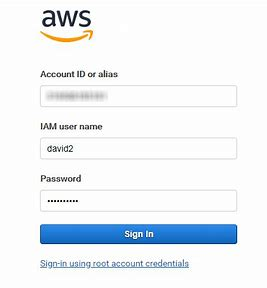 aws
Account ID or alias
IAM user name
david2
Password
••••••••••
Sign In
Sign-in using root account credentials